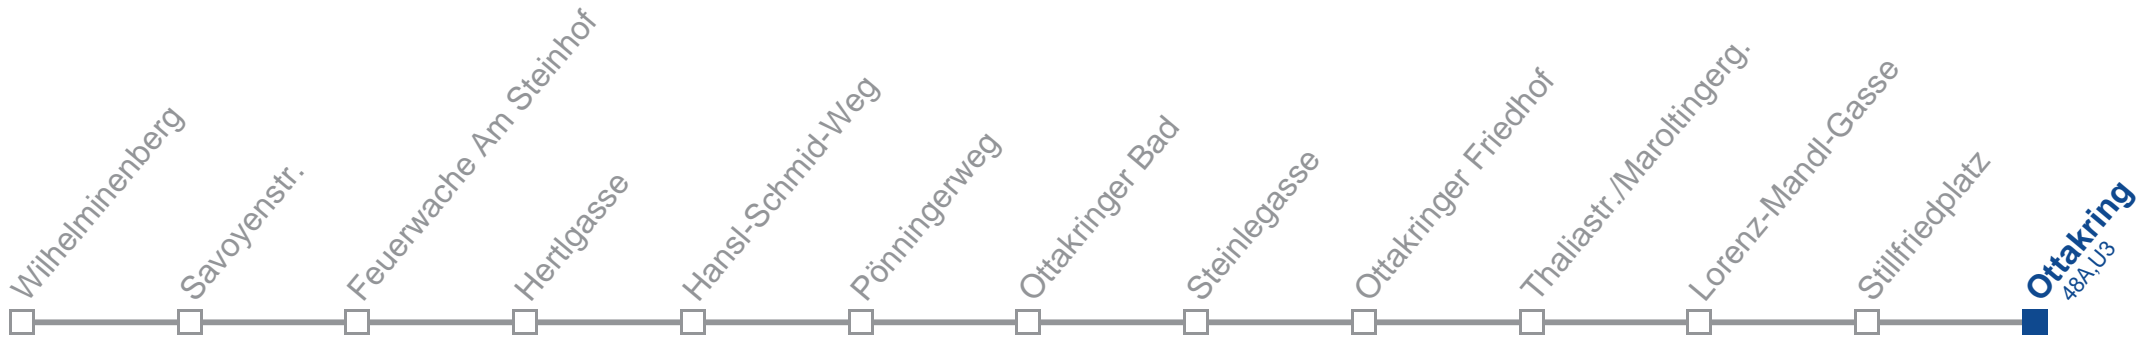 Wilhelminenberg
Savoyenstr.
Feuerwache Am Steinhof
Hertlgasse
Hansl-Schmid-Weg
Pönningerweg
Ottakringer Bad
Steinlegasse
Ottakringer Friedhof
Thaliastr./Maroltingerg.
Lorenz-Mandl-Gasse
Stillfriedplatz
Ottakring
48A,U3